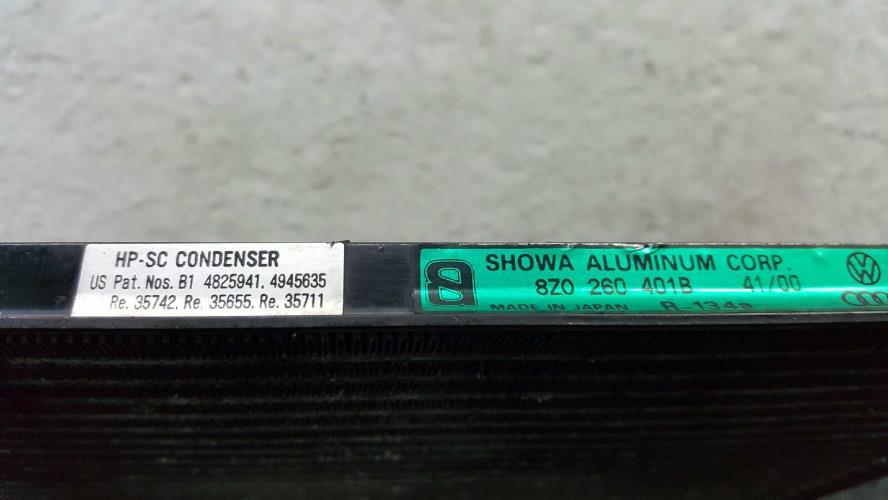 HP-SC CONDENSER
US Pat. Nos. B1 4825941, 4945635
Re. 35742, Re. 35655, Re. 35711
SHOWA ALUMINUM CORP.
8Z0 260 401B 41/00
MADE IN JAPAN R-134a